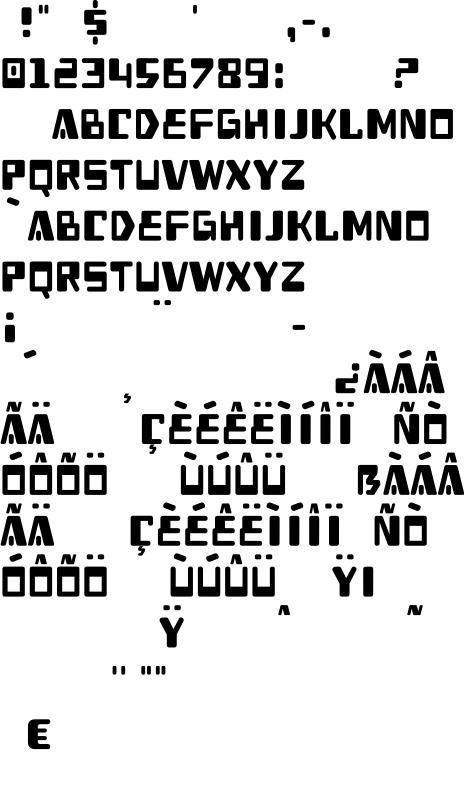 !" $ ' ,-.
0123456789: ?
ABCDEFGHIJKLMNO
PQRSTUVWXYZ
`ABCDEFGHIJKLMNO
PQRSTUVWXYZ
¨
¡ -
´
¿ÀÁÂ
ÃÄ ¸ ÇÈÉÊËÌÍÎÏ ÑÒ
ÓÔÕÖ ÙÚÛÜ ßÀÁÂ
ÃÄ ÇÈÉÊËÌÍÎÏ ÑÒ
ÓÔÕÖ ÙÚÛÜ ŸI
Ÿ ˆ ˜
'' """
E